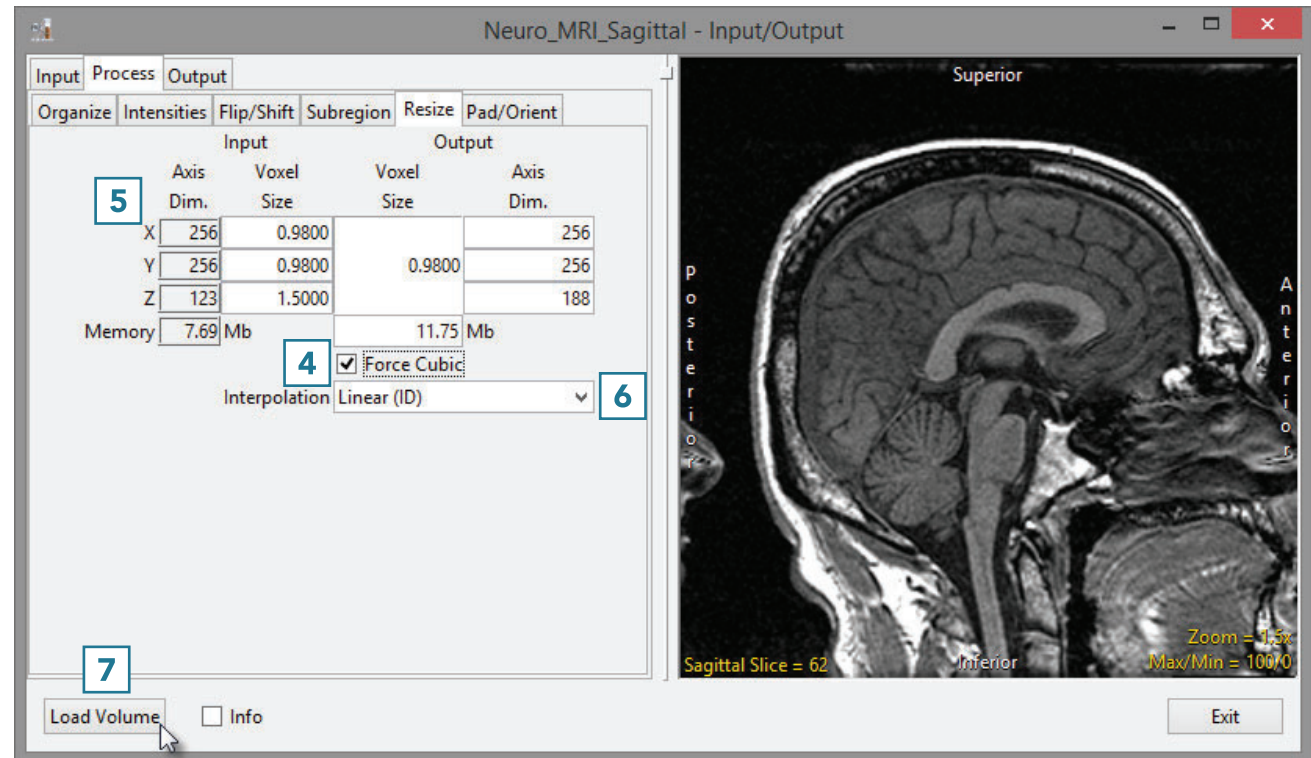 Neuro_MRI_Sagittal - Input/Output
Input Process Output
Organize Intensities Flip/Shift Subregion Resize Pad/Orient
Input Output
Axis Voxel Voxel Axis
5 Dim. Size Size Dim.
X 256 0.9800 256
Y 256 0.9800 0.9800 256
Z 123 1.5000 188
Memory 7.69 Mb 11.75 Mb
4 Force Cubic
Interpolation Linear (ID) 6
7
Load Volume Info
Superior
Posterior
Anterior
Zoom = 1.5x
Sagittal Slice = 62 Inferior Max/Min = 100/0
Exit